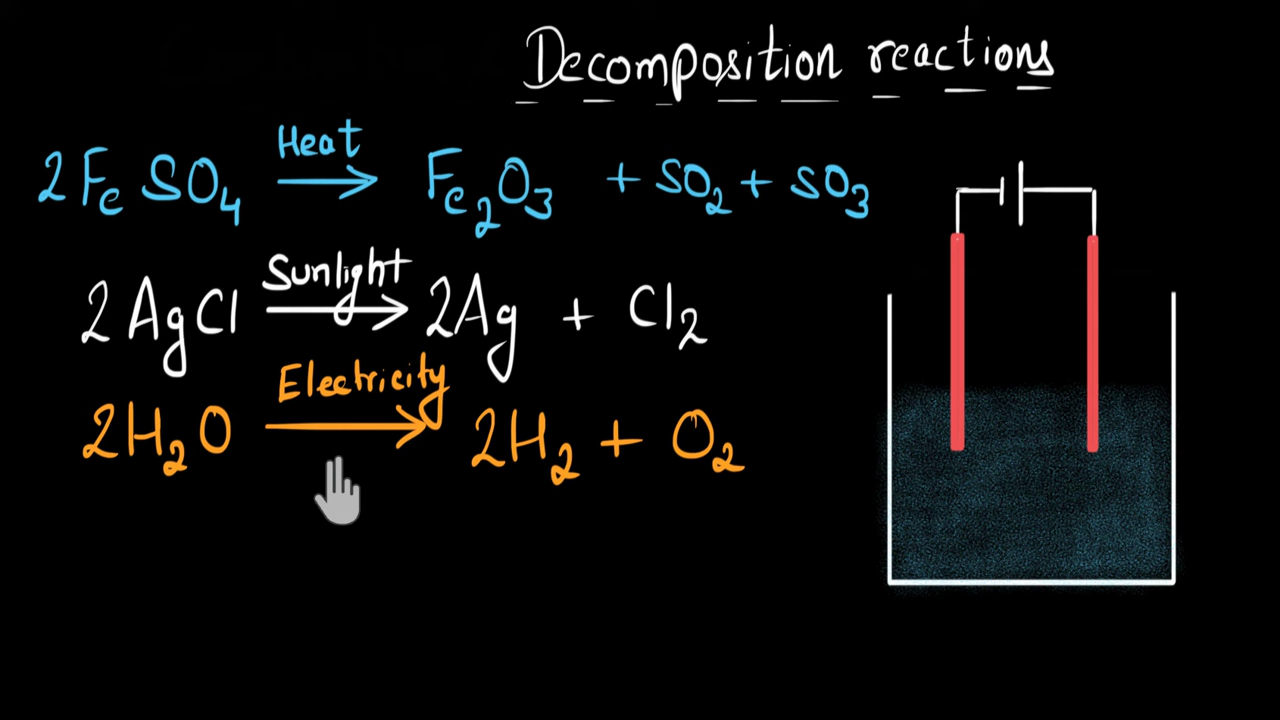 Decomposition reactions
2FeSO4 Heat → Fe2O3 + SO2 + SO3
2AgCl Sunlight → 2Ag + Cl2
2H2O Electricity → 2H2 + O2